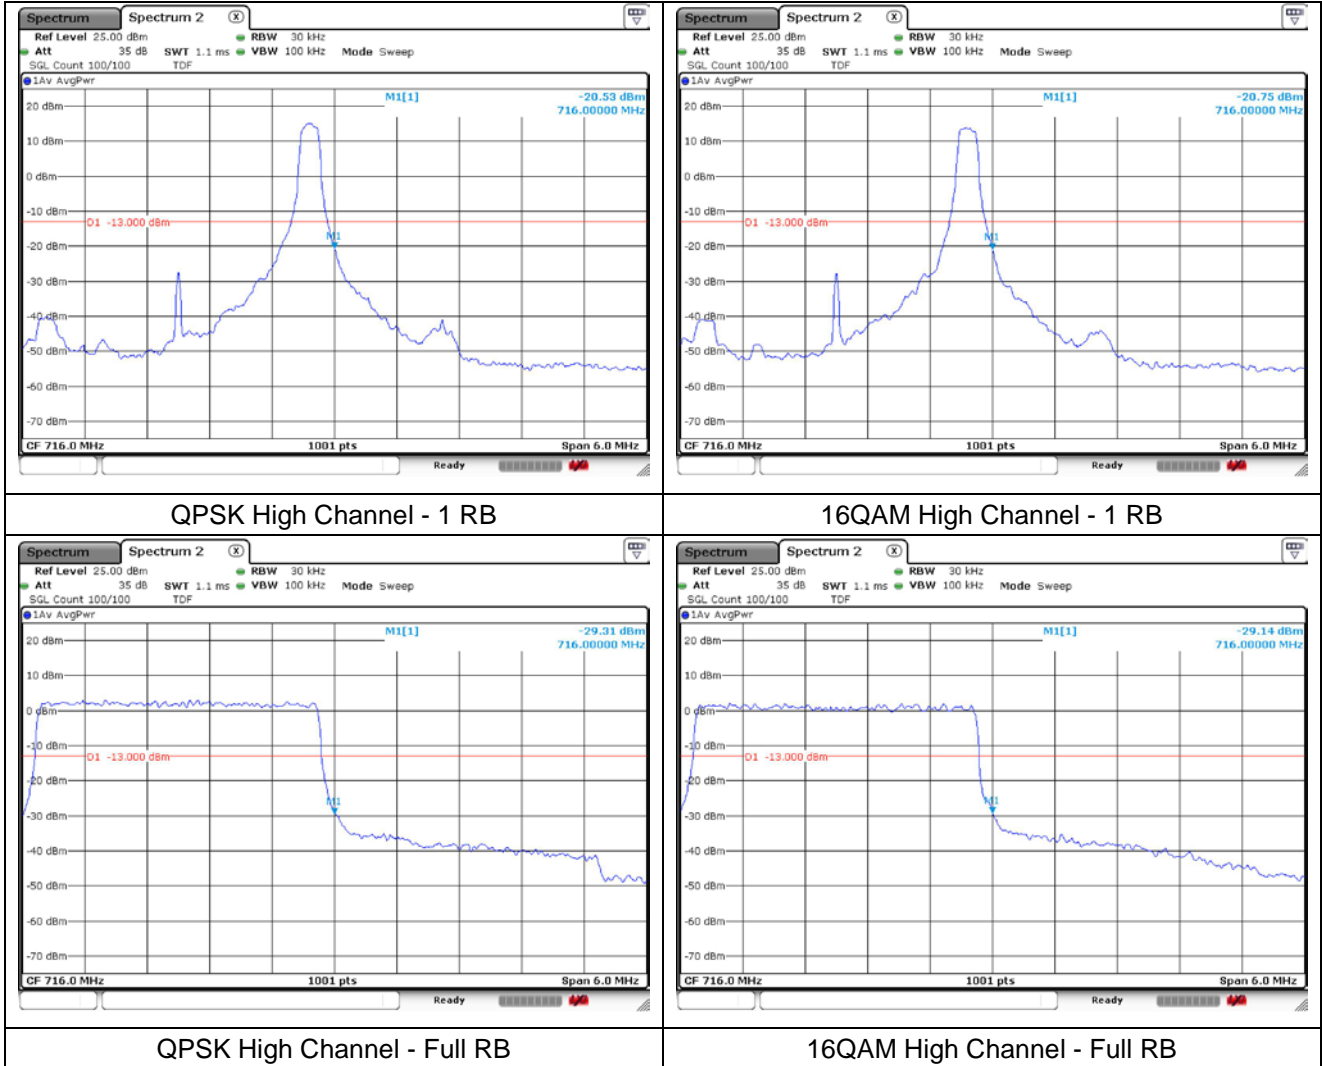 Spectrum Spectrum 2 X
Ref Level 25.00 dBm RBW 30 kHz
Att 35 dB SWT 1.1 ms VBW 100 kHz Mode Sweep
SGL Count 100/100 TDF
1Av AvgPwr
M1[1] -20.53 dBm
716.00000 MHz
20 dBm
10 dBm
0 dBm
-10 dBm
D1 -13.000 dBm
M1
-20 dBm
-30 dBm
-40 dBm
-50 dBm
-60 dBm
-70 dBm
CF 716.0 MHz 1001 pts Span 6.0 MHz
Ready
QPSK High Channel - 1 RB
Spectrum Spectrum 2 X
Ref Level 25.00 dBm RBW 30 kHz
Att 35 dB SWT 1.1 ms VBW 100 kHz Mode Sweep
SGL Count 100/100 TDF
1Av AvgPwr
M1[1] -20.75 dBm
716.00000 MHz
20 dBm
10 dBm
0 dBm
-10 dBm
D1 -13.000 dBm
M1
-20 dBm
-30 dBm
-40 dBm
-50 dBm
-60 dBm
-70 dBm
CF 716.0 MHz 1001 pts Span 6.0 MHz
Ready
16QAM High Channel - 1 RB
Spectrum Spectrum 2 X
Ref Level 25.00 dBm RBW 30 kHz
Att 35 dB SWT 1.1 ms VBW 100 kHz Mode Sweep
SGL Count 100/100 TDF
1Av AvgPwr
M1[1] -29.31 dBm
716.00000 MHz
20 dBm
10 dBm
0 dBm
-10 dBm
D1 -13.000 dBm
-20 dBm
M1
-30 dBm
-40 dBm
-50 dBm
-60 dBm
-70 dBm
CF 716.0 MHz 1001 pts Span 6.0 MHz
Ready
QPSK High Channel - Full RB
Spectrum Spectrum 2 X
Ref Level 25.00 dBm RBW 30 kHz
Att 35 dB SWT 1.1 ms VBW 100 kHz Mode Sweep
SGL Count 100/100 TDF
1Av AvgPwr
M1[1] -29.14 dBm
716.00000 MHz
20 dBm
10 dBm
0 dBm
-10 dBm
D1 -13.000 dBm
-20 dBm
M1
-30 dBm
-40 dBm
-50 dBm
-60 dBm
-70 dBm
CF 716.0 MHz 1001 pts Span 6.0 MHz
Ready
16QAM High Channel - Full RB